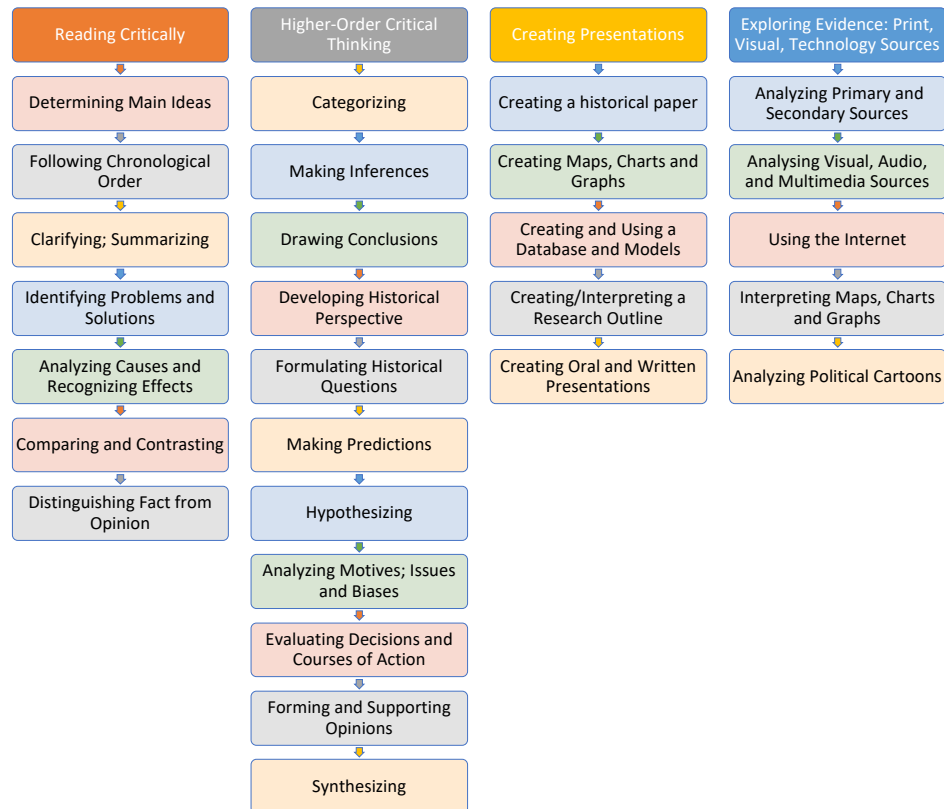 Reading Critically
Determining Main Ideas
Following Chronological
Order
Clarifying; Summarizing
Identifying Problems and
Solutions
Analyzing Causes and
Recognizing Effects
Comparing and Contrasting
Distinguishing Fact from
Opinion
Higher-Order Critical
Thinking
Categorizing
Making Inferences
Drawing Conclusions
Developing Historical
Perspective
Formulating Historical
Questions
Making Predictions
Hypothesizing
Analyzing Motives; Issues
and Biases
Evaluating Decisions and
Courses of Action
Forming and Supporting
Opinions
Synthesizing
Creating Presentations
Creating a historical paper
Creating Maps, Charts and
Graphs
Creating and Using a
Database and Models
Creating/Interpreting a
Research Outline
Creating Oral and Written
Presentations
Exploring Evidence: Print,
Visual, Technology Sources
Analyzing Primary and
Secondary Sources
Analysing Visual, Audio,
and Multimedia Sources
Using the Internet
Interpreting Maps, Charts
and Graphs
Analyzing Political Cartoons